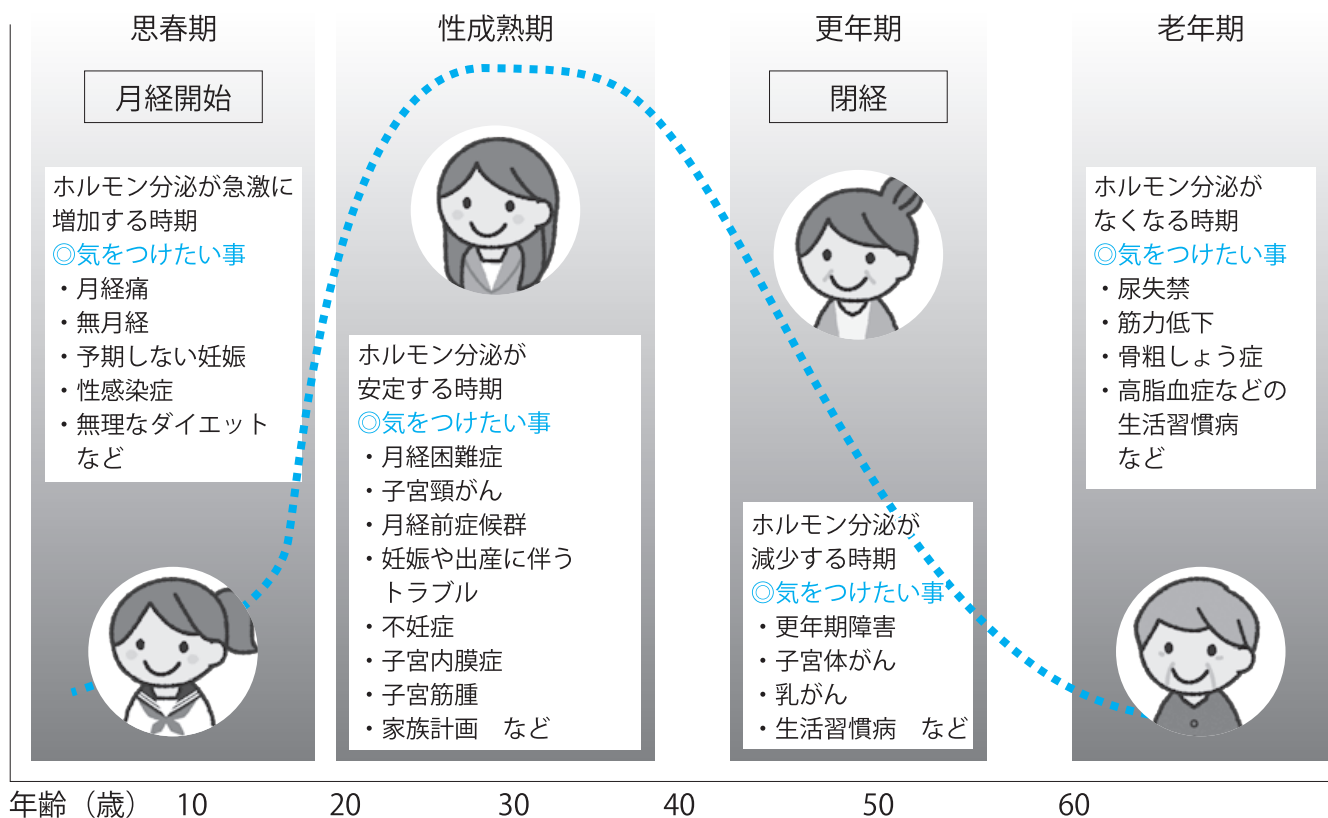 思春期
月経開始
ホルモン分泌が急激に
増加する時期
◎気をつけたい事
・月経痛
・無月経
・予期しない妊娠
・性感染症
・無理なダイエット
など
性成熟期
ホルモン分泌が
安定する時期
◎気をつけたい事
・月経困難症
・子宮頸がん
・月経前症候群
・妊娠や出産に伴う
トラブル
・不妊症
・子宮内膜症
・子宮筋腫
・家族計画　など
更年期
閉経
ホルモン分泌が
減少する時期
◎気をつけたい事
・更年期障害
・子宮体がん
・乳がん
・生活習慣病　など
老年期
ホルモン分泌が
なくなる時期
◎気をつけたい事
・尿失禁
・筋力低下
・骨粗しょう症
・高脂血症などの
生活習慣病
など
年齢（歳） 10 20 30 40 50 60